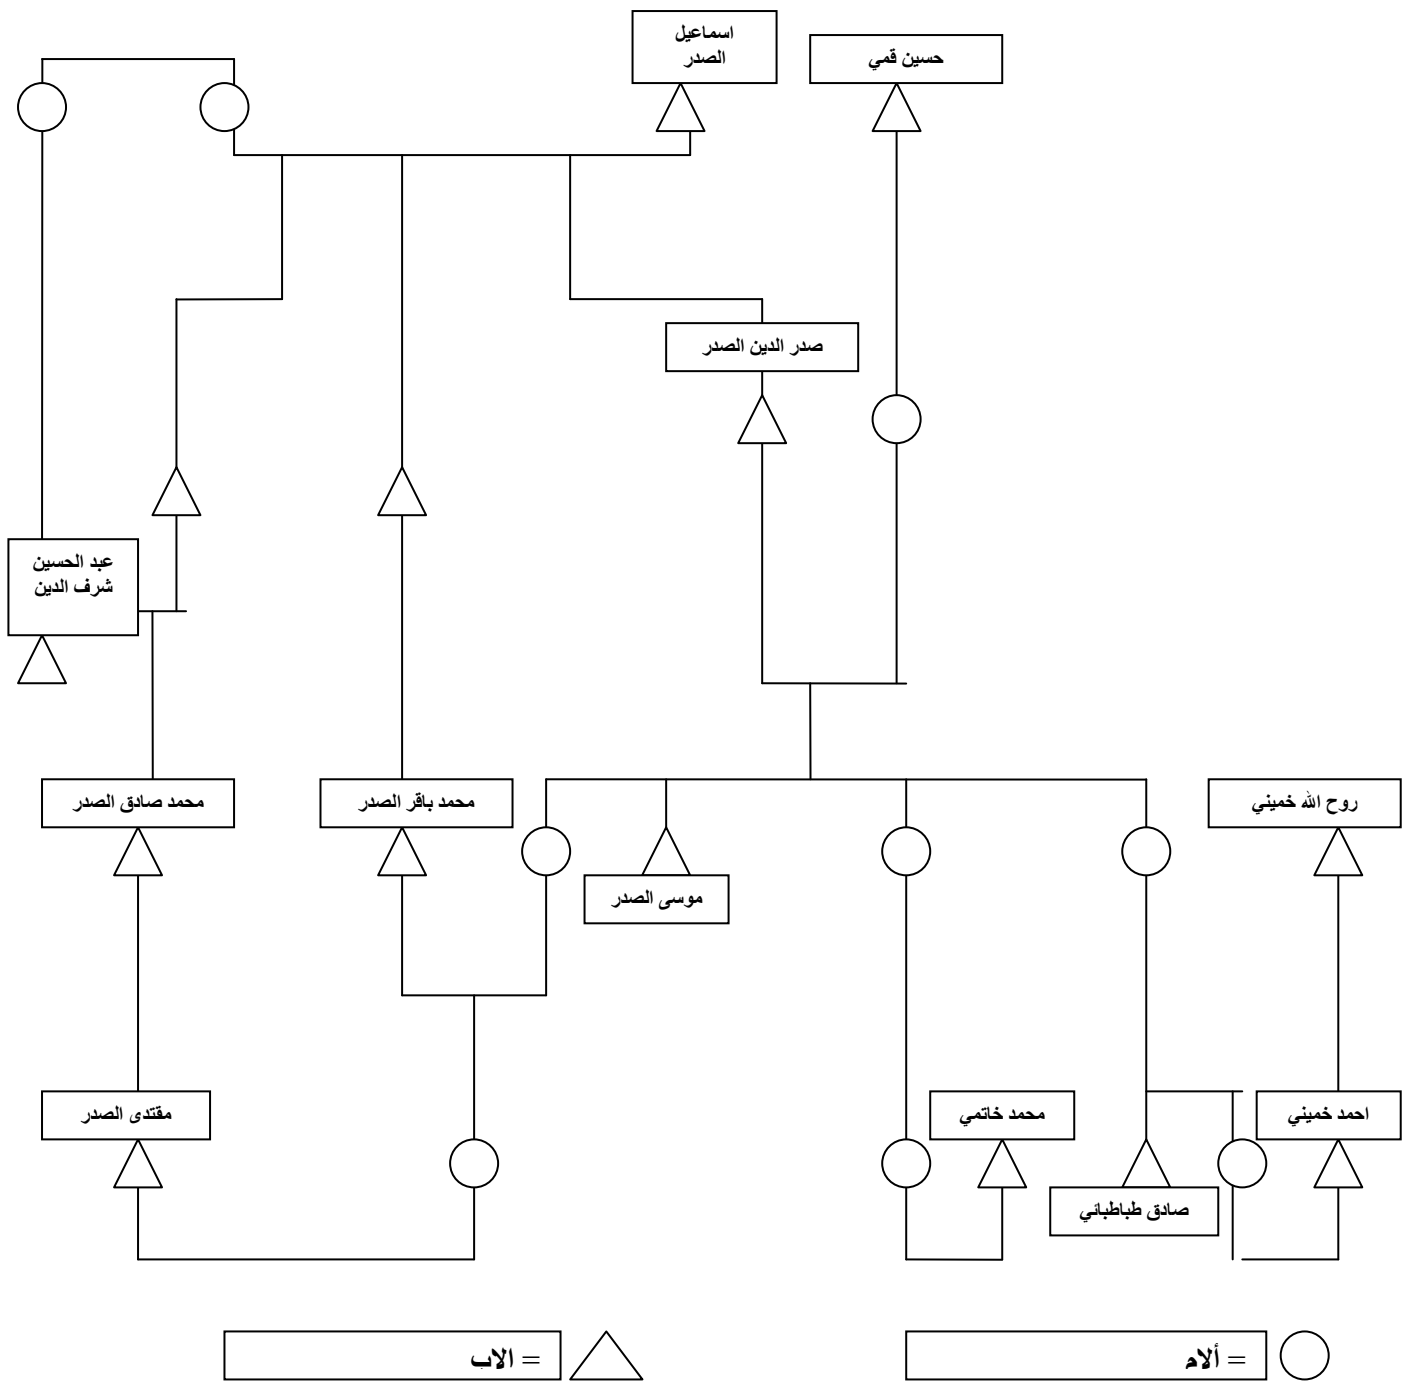 اسماعيل
الصدر
حسين قمي
صدر الدين الصدر
عبد الحسين
شرف الدين
روح الله خميني
محمد باقر الصدر
محمد صادق الصدر
موسى الصدر
احمد خميني
محمد خاتمي
مقتدى الصدر
صادق طباطبائي
= ألام
= الاب